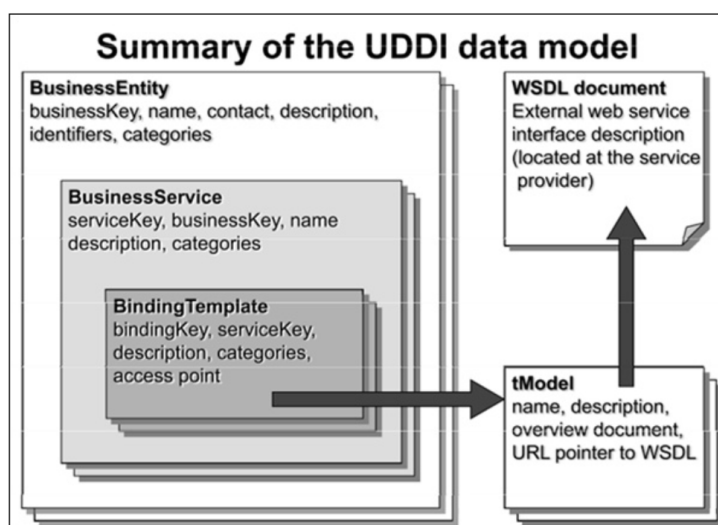 Summary of the UDDI data model
BusinessEntity
businessKey, name, contact, description,
identifiers, categories
BusinessService
serviceKey, businessKey, name
description, categories
BindingTemplate
bindingKey, serviceKey,
description, categories,
access point
WSDL document
External web service
interface description
(located at the service
provider)
tModel
name, description,
overview document,
URL pointer to WSDL